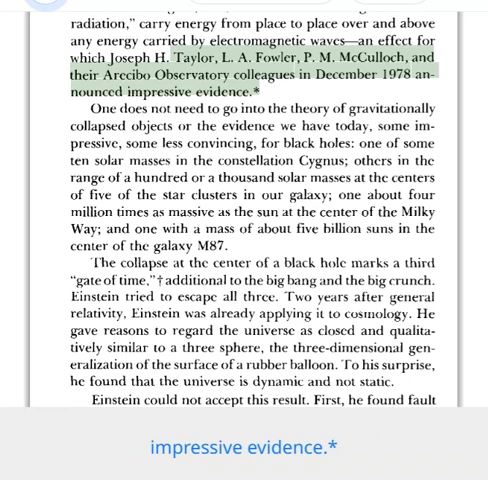 radiation," carry energy from place to place over and above
any energy carried by electromagnetic waves—an effect for
which Joseph H. Taylor, L. A. Fowler, P. M. McCulloch, and
their Arecibo Observatory colleagues in December 1978 an-
nounced impressive evidence.*
One does not need to go into the theory of gravitationally
collapsed objects or the evidence we have today, some im-
pressive, some less convincing, for black holes: one of some
ten solar masses in the constellation Cygnus; others in the
range of a hundred or a thousand solar masses at the centers
of five of the star clusters in our galaxy; one about four
million times as massive as the sun at the center of the Milky
Way; and one with a mass of about five billion suns in the
center of the galaxy M87.
The collapse at the center of a black hole marks a third
"gate of time,"† additional to the big bang and the big crunch.
Einstein tried to escape all three. Two years after general
relativity, Einstein was already applying it to cosmology. He
gave reasons to regard the universe as closed and qualita-
tively similar to a three sphere, the three-dimensional gen-
eralization of the surface of a rubber balloon. To his surprise,
he found that the universe is dynamic and not static.
Einstein could not accept this result. First, he found fault
impressive evidence.*